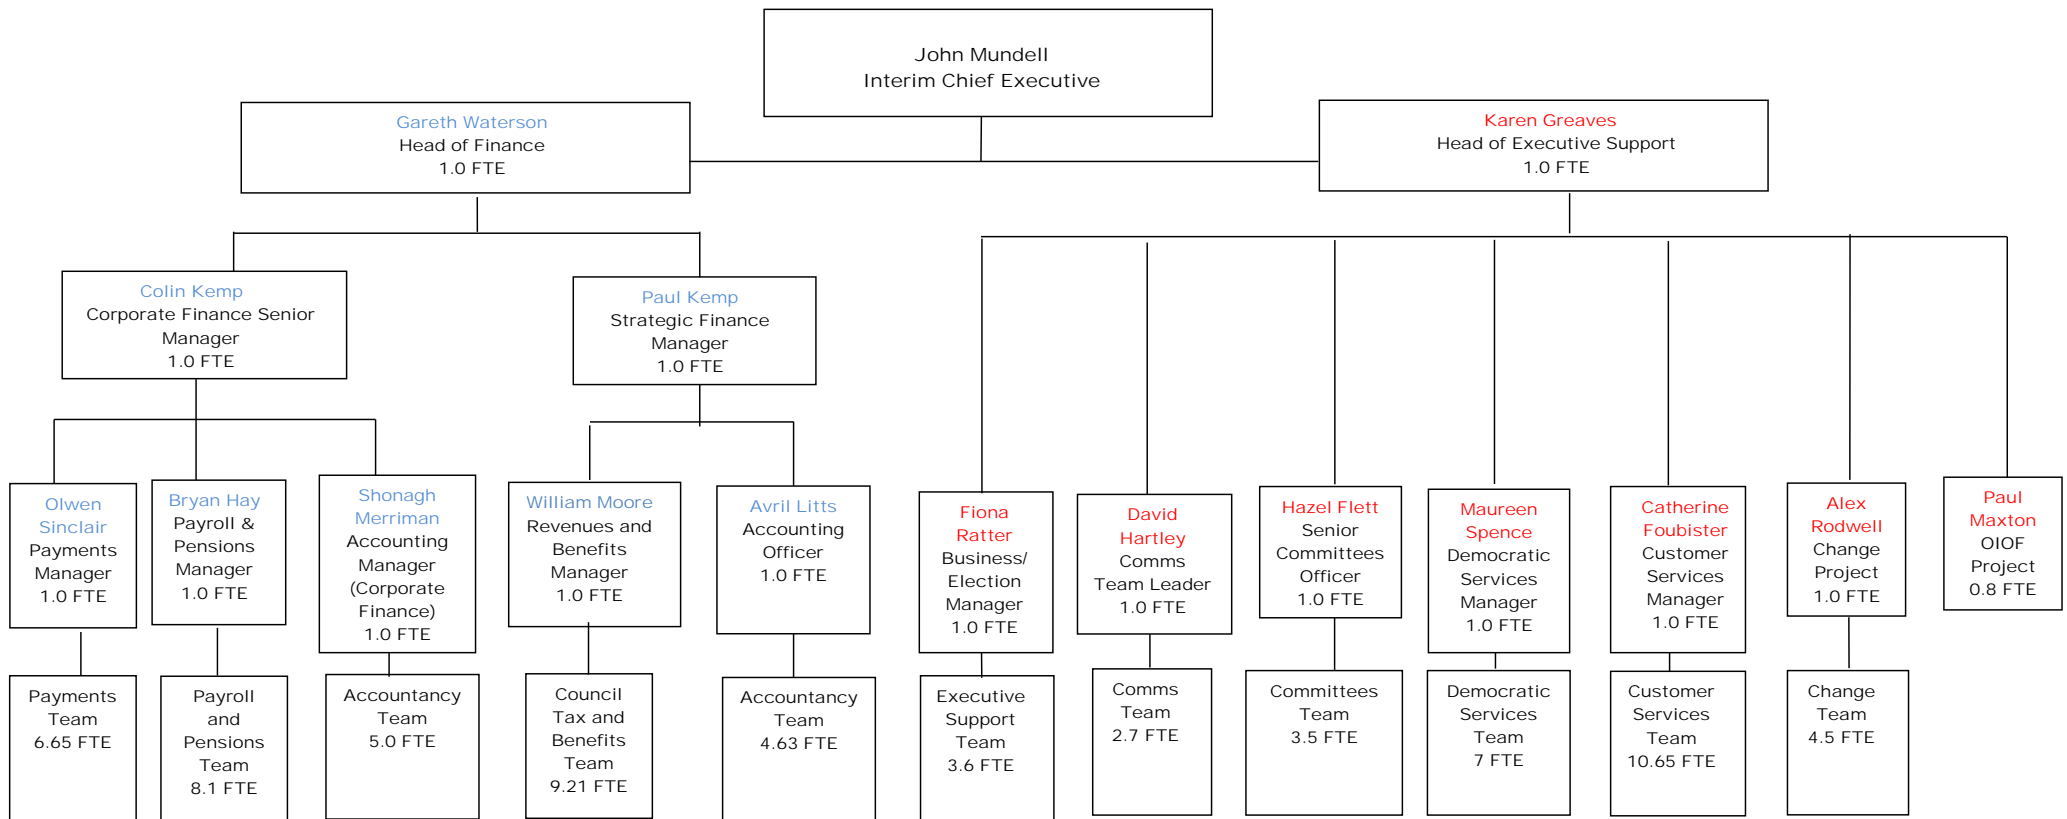 John Mundell
Interim Chief Executive
Gareth Waterson
Head of Finance
1.0 FTE
Karen Greaves
Head of Executive Support
1.0 FTE
Colin Kemp
Corporate Finance Senior
Manager
1.0 FTE
Paul Kemp
Strategic Finance
Manager
1.0 FTE
Olwen
Sinclair
Payments
Manager
1.0 FTE
Bryan Hay
Payroll &
Pensions
Manager
1.0 FTE
Shonagh
Merriman
Accounting
Manager
(Corporate
Finance)
1.0 FTE
William Moore
Revenues and
Benefits
Manager
1.0 FTE
Avril Litts
Accounting
Officer
1.0 FTE
Fiona
Ratter
Business/
Election
Manager
1.0 FTE
David
Hartley
Comms
Team Leader
1.0 FTE
Hazel Flett
Senior
Committees
Officer
1.0 FTE
Maureen
Spence
Democratic
Services
Manager
1.0 FTE
Catherine
Foubister
Customer
Services
Manager
1.0 FTE
Alex
Rodwell
Change
Project
1.0 FTE
Paul
Maxton
OIOF
Project
0.8 FTE
Payments
Team
6.65 FTE
Payroll
and
Pensions
Team
8.1 FTE
Accountancy
Team
5.0 FTE
Council
Tax and
Benefits
Team
9.21 FTE
Accountancy
Team
4.63 FTE
Executive
Support
Team
3.6 FTE
Comms
Team
2.7 FTE
Committees
Team
3.5 FTE
Democratic
Services
Team
7 FTE
Customer
Services
Team
10.65 FTE
Change
Team
4.5 FTE